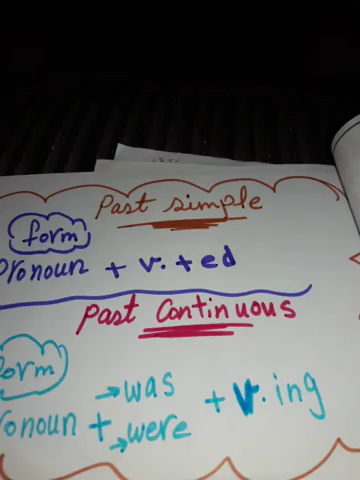 Past simple
form
Pronoun + v. + ed
Past Continuous
form
→ was
Pronoun + + v. ing
→ were